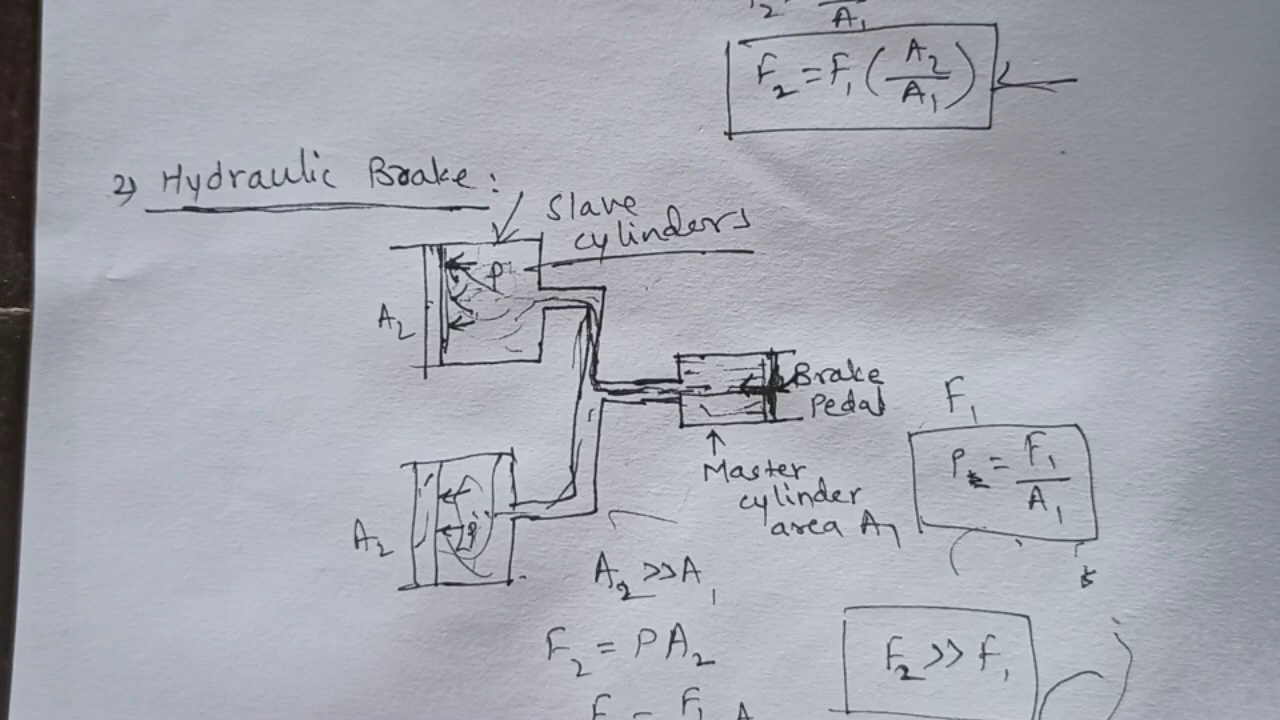 F₂ = F₁ (A₂/A₁)
2) Hydraulic Brake :
Slave
cylinders
P
A₂
Brake
Pedal
F₁
P = F₁/A₁
Master
cylinder
area A₁
A₂
A₂ >> A₁
F₂ = P A₂
F₂ >> F₁